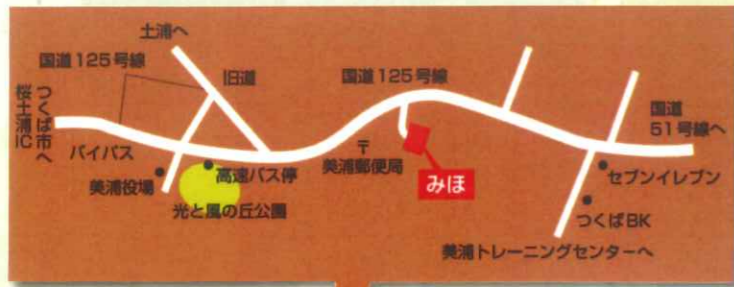 土浦へ
国道125号線
旧道
国道125号線
つくば市へ
桜土浦IC
バイパス
美浦役場
高速バス停
光と風の丘公園
〒
美浦郵便局
みほ
国道
51号線へ
セブンイレブン
つくばBK
美浦トレーニングセンターへ